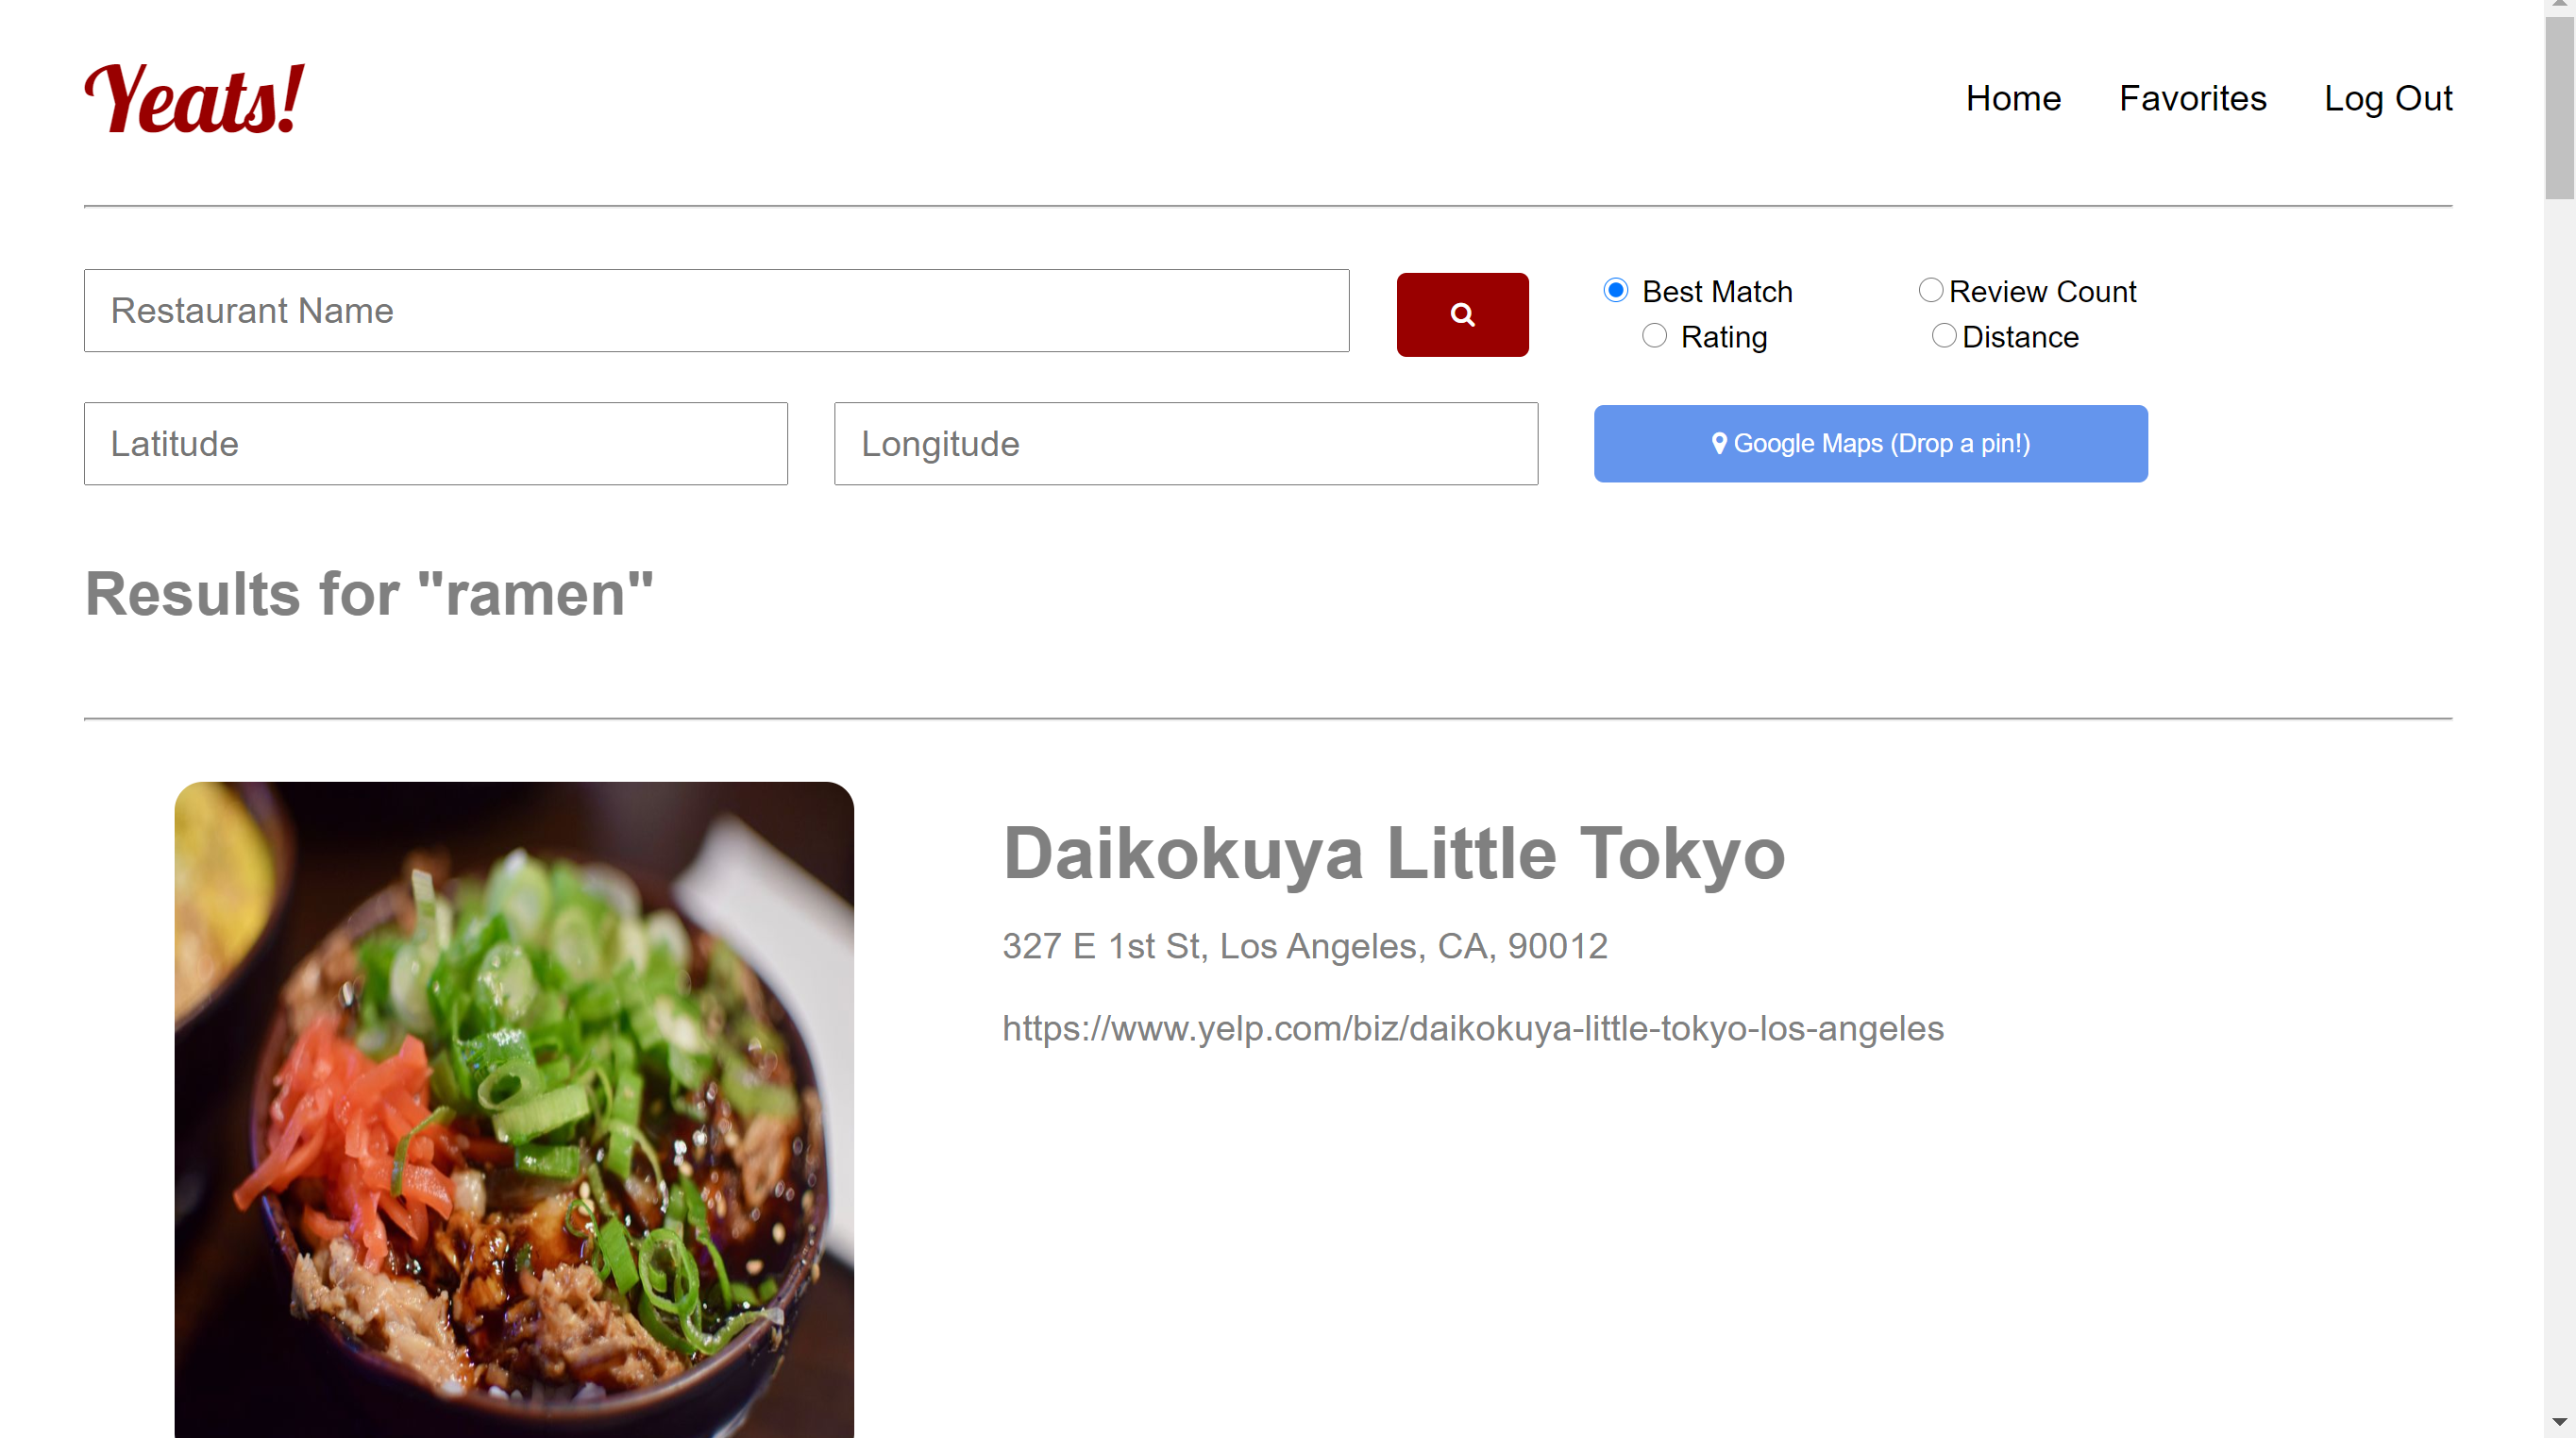 Yeats!
Home Favorites Log Out
Restaurant Name
Best Match Review Count
Rating Distance
Latitude Longitude Google Maps (Drop a pin!)
Results for "ramen"
Daikokuya Little Tokyo
327 E 1st St, Los Angeles, CA, 90012
https://www.yelp.com/biz/daikokuya-little-tokyo-los-angeles